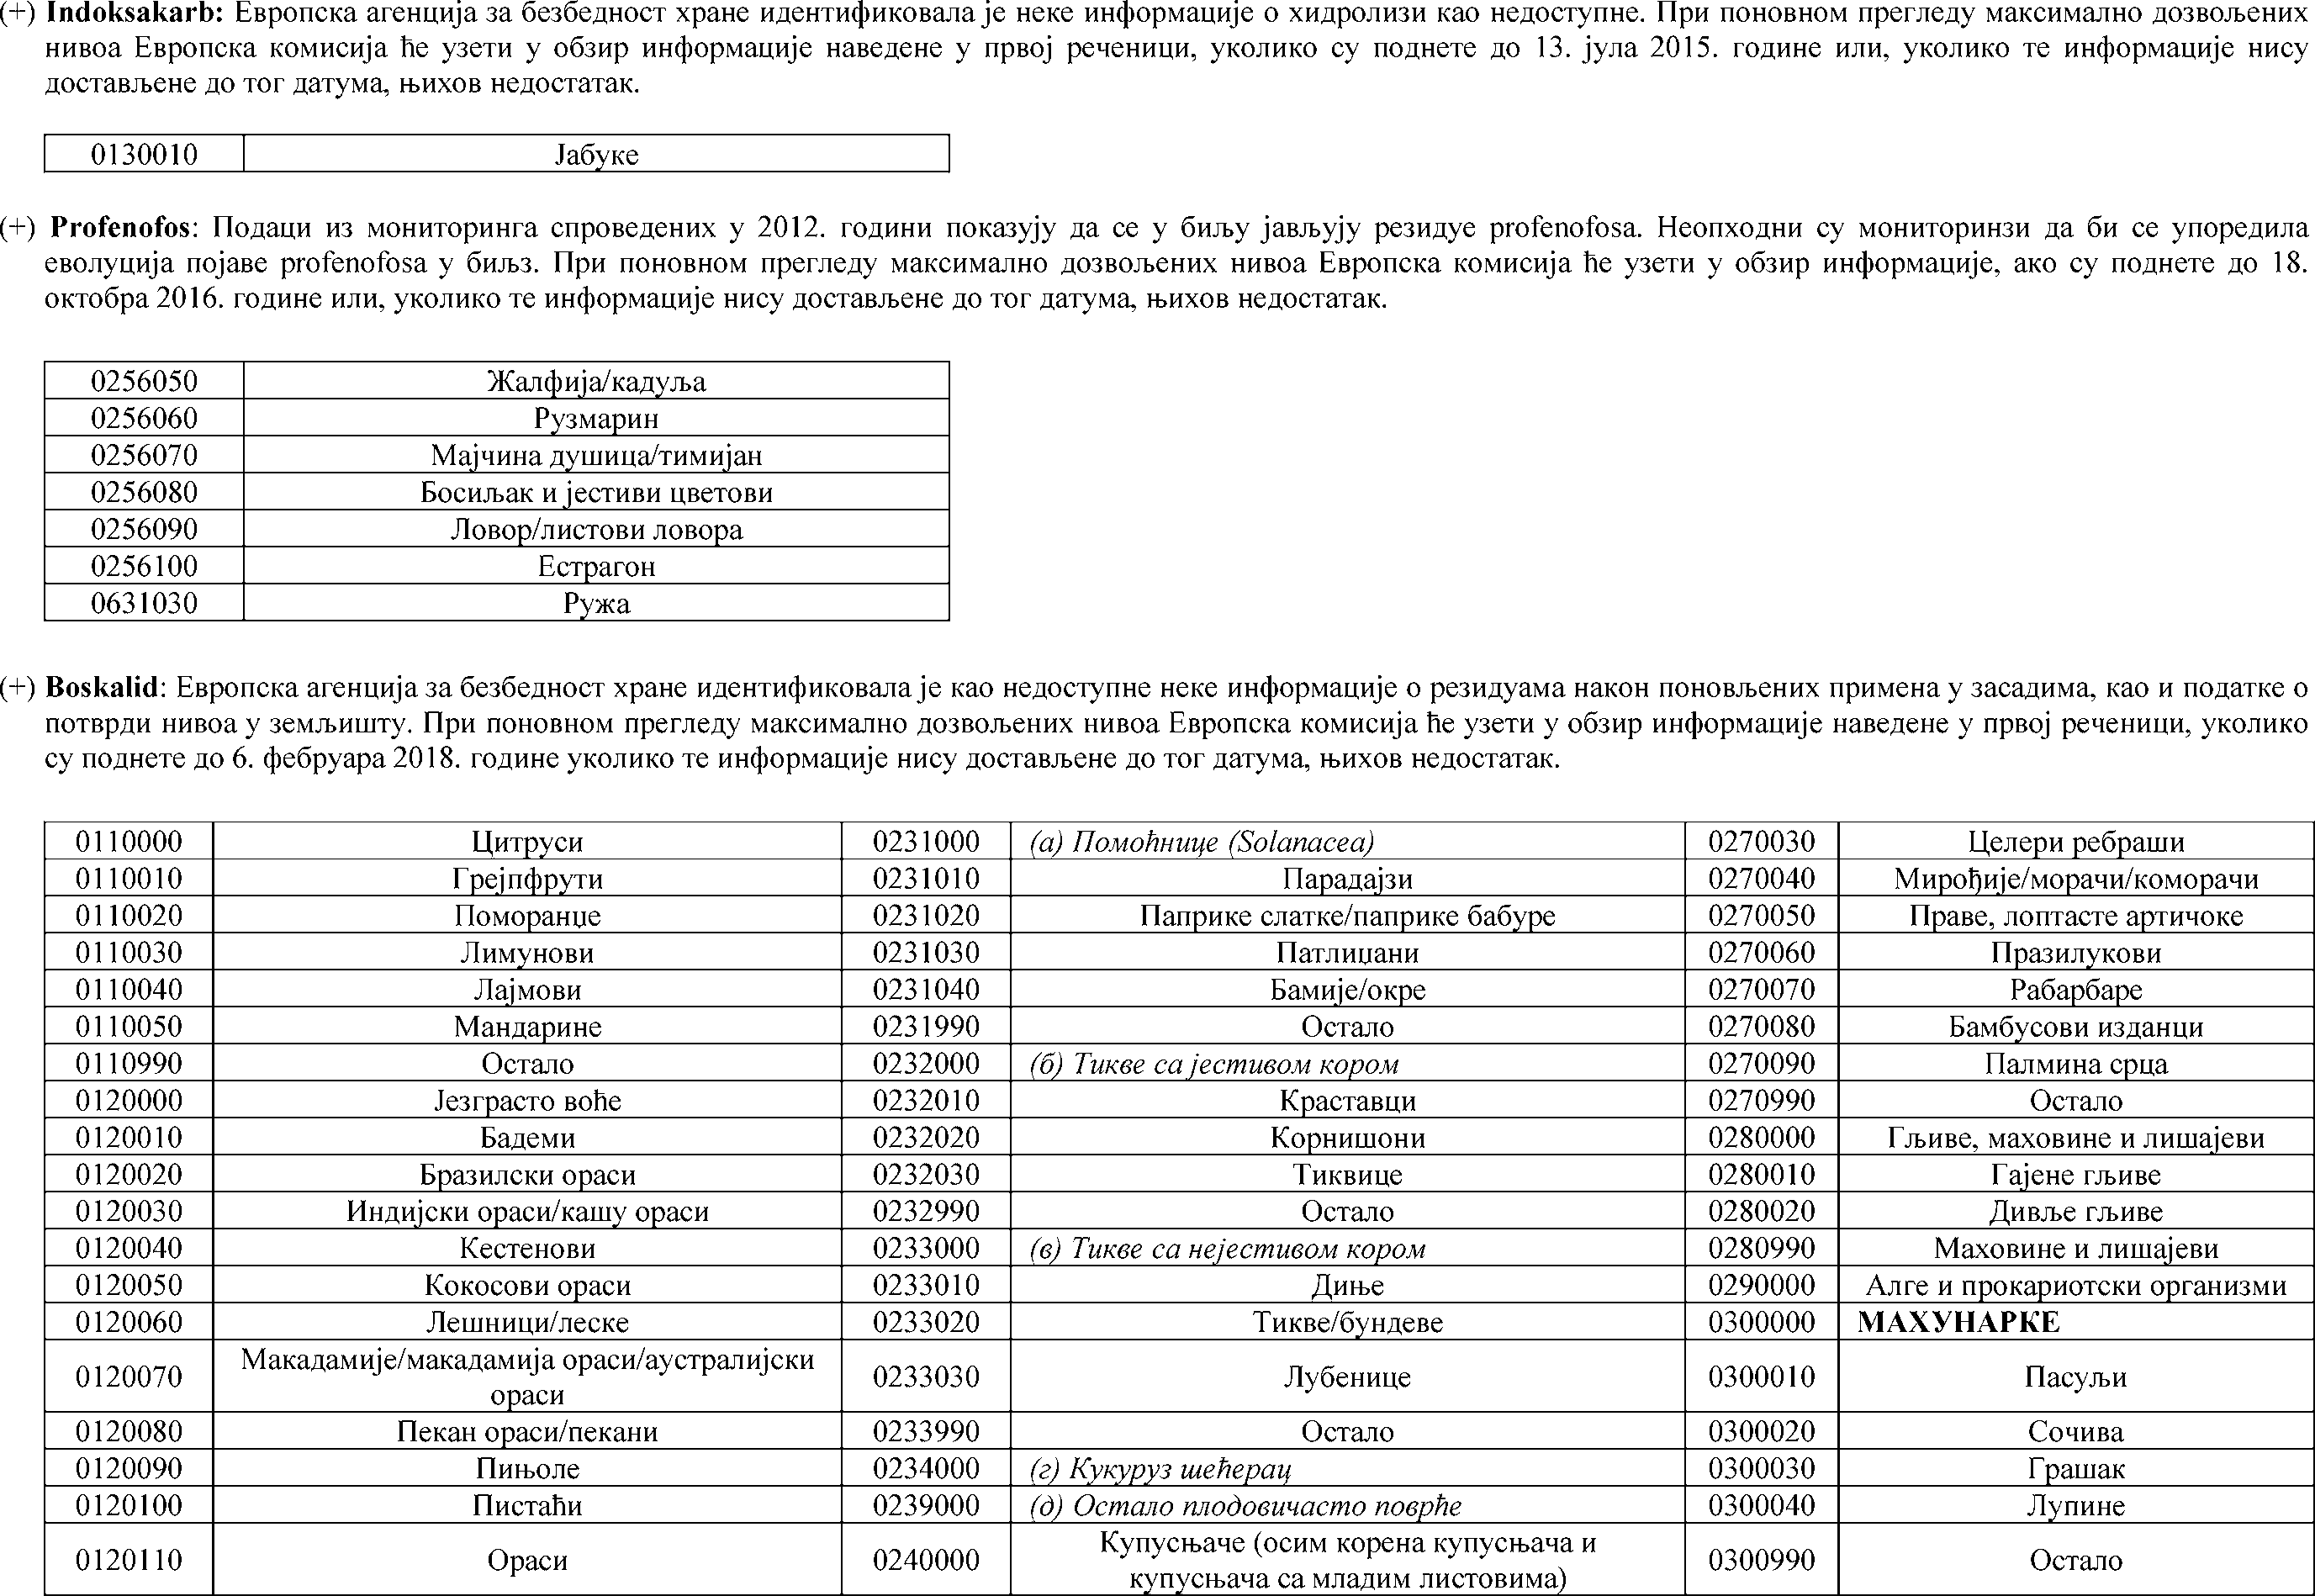 (+) Indoksakarb: Европска агенција за безбедност хране идентификовала је неке информације о хидролизи као недоступне. При поновном прегледу максимално дозвољених
нивоа Европска комисија ће узети у обзир информације наведене у првој реченици, уколико су поднете до 13. јула 2015. године или, уколико те информације нису
достављене до тог датума, њихов недостатак.
0130010 Јабуке
(+) Profenofos: Подаци из мониторинга спроведених у 2012. години показују да се у биљу јављују резидуе profenofosa. Неопходни су мониторинзи да би се упоредила
еволуција појаве profenofosa у биљз. При поновном прегледу максимално дозвољених нивоа Европска комисија ће узети у обзир информације, ако су поднете до 18.
октобра 2016. године или, уколико те информације нису достављене до тог датума, њихов недостатак.
0256050 Жалфија/кадуља
0256060 Рузмарин
0256070 Мајчина душица/тимијан
0256080 Босиљак и јестиви цветови
0256090 Ловор/листови ловора
0256100 Естрагон
0631030 Ружа
(+) Boskalid: Европска агенција за безбедност хране идентификовала је као недоступне неке информације о резидуама након поновљених примена у засадима, као и податке о
потврди нивоа у земљишту. При поновном прегледу максимално дозвољених нивоа Европска комисија ће узети у обзир информације наведене у првој реченици, уколико
су поднете до 6. фебруара 2018. године уколико те информације нису достављене до тог датума, њихов недостатак.
0110000 Цитруси 0231000 (а) Помоћнице (Solanacea) 0270030 Целери ребраши
0110010 Грејпфрути 0231010 Парадајзи 0270040 Мирођије/морачи/коморачи
0110020 Поморанџе 0231020 Паприке слатке/паприке бабуре 0270050 Праве, лоптасте артичоке
0110030 Лимунови 0231030 Патлиџани 0270060 Празилукови
0110040 Лајмови 0231040 Бамије/окре 0270070 Рабарбаре
0110050 Мандарине 0231990 Остало 0270080 Бамбусови изданци
0110990 Остало 0232000 (б) Тикве са јестивом кором 0270090 Палмина срца
0120000 Језграсто воће 0232010 Краставци 0270990 Остало
0120010 Бадеми 0232020 Корнишони 0280000 Гљиве, маховине и лишајеви
0120020 Бразилски ораси 0232030 Тиквице 0280010 Гајене гљиве
0120030 Индијски ораси/кашу ораси 0232990 Остало 0280020 Дивље гљиве
0120040 Кестенови 0233000 (в) Тикве са нејестивом кором 0280990 Маховине и лишајеви
0120050 Кокосови ораси 0233010 Диње 0290000 Алге и прокариотски организми
0120060 Лешници/леске 0233020 Тикве/бундеве 0300000 МАХУНАРКЕ
0120070 Макадамије/макадамија ораси/аустралијски
ораси 0233030 Лубенице 0300010 Пасуљи
0120080 Пекан ораси/пекани 0233990 Остало 0300020 Сочива
0120090 Пињоле 0234000 (г) Кукуруз шећерац 0300030 Грашак
0120100 Пистаћи 0239000 (д) Остало плодовичасто поврће 0300040 Лупине
0120110 Ораси 0240000 Купусњаче (осим корена купусњача и
купусњача са младим листовима) 0300990 Остало